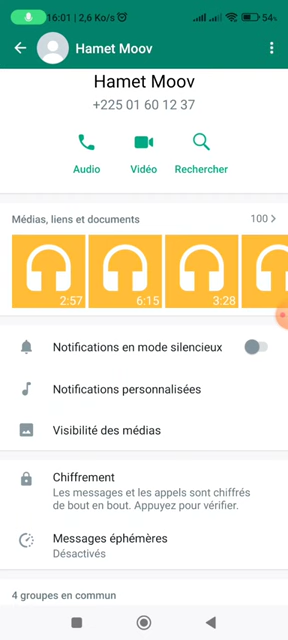 16:01 | 2,6 Ko/s
54%
Hamet Moov
Hamet Moov
+225 01 60 12 37
Audio
Vidéo
Rechercher
Médias, liens et documents
100 >
2:57
6:15
3:28
Notifications en mode silencieux
Notifications personnalisées
Visibilité des médias
Chiffrement
Les messages et les appels sont chiffrés
de bout en bout. Appuyez pour vérifier.
Messages éphémères
Désactivés
4 groupes en commun